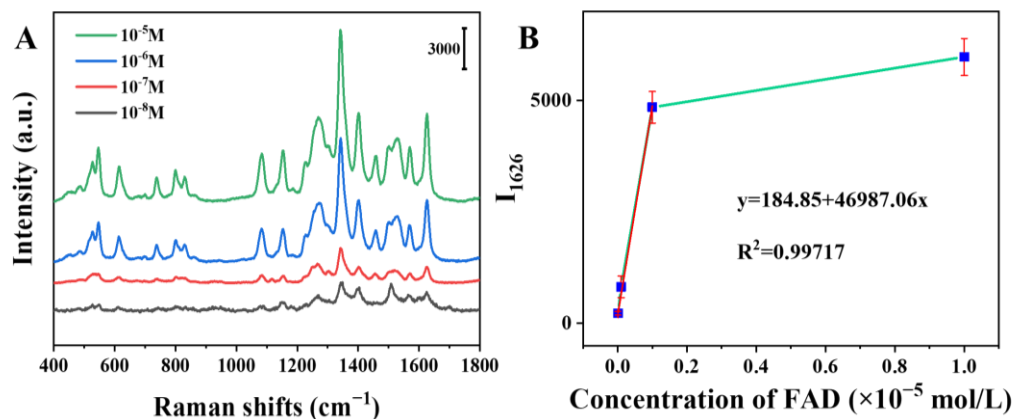 A
10⁻⁵M
10⁻⁶M
10⁻⁷M
10⁻⁸M
3000
Intensity (a.u.)
400 600 800 1000 1200 1400 1600 1800
Raman shifts (cm⁻¹)
B
5000
0
I₁₆₂₆
y=184.85+46987.06x
R²=0.99717
0.0 0.2 0.4 0.6 0.8 1.0
Concentration of FAD (×10⁻⁵ mol/L)